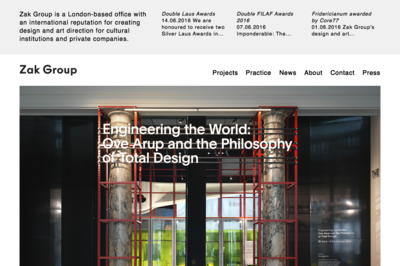 Zak Group is a London-based office with
an international reputation for creating
design and art direction for cultural
institutions and private companies.
Double Laus Awards
14.06.2016 We are
honoured to receive two
Silver Laus Awards in...
Double FILAF Awards
2016
07.06.2016
Imponderable: The...
Fridericianum awarded
by Core77
01.06.2016 Zak Group's
design and art...
Zak Group
Projects Practice News About Contact Press
Engineering the World:
Ove Arup and the Philosophy
of Total Design